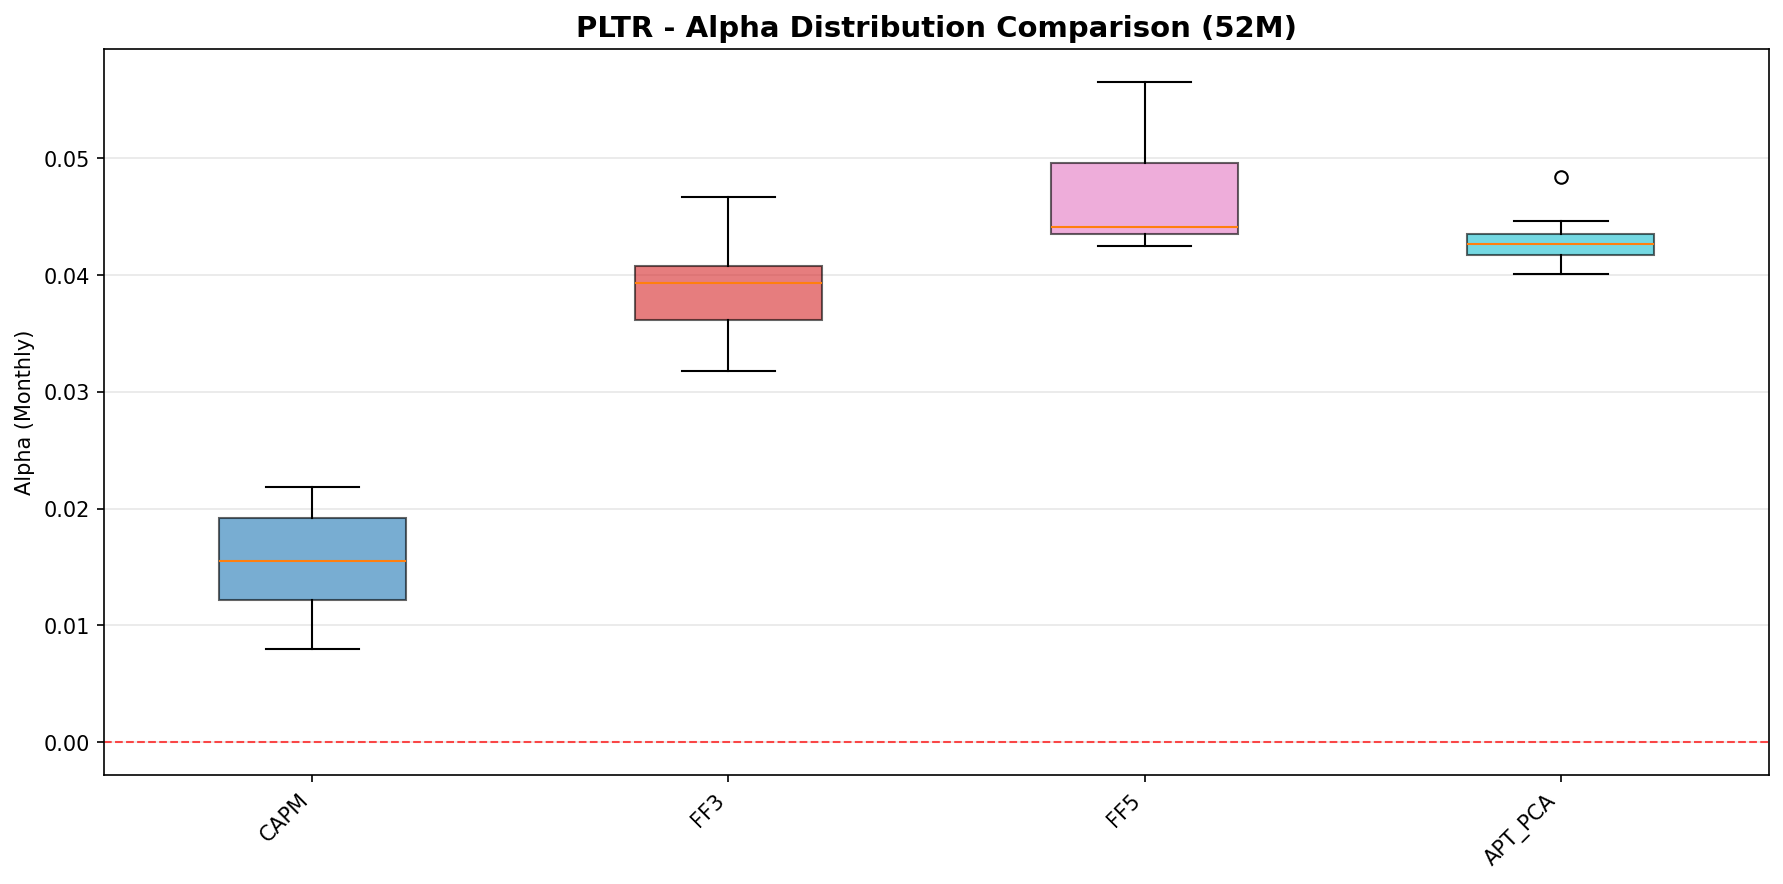 PLTR - Alpha Distribution Comparison (52M)
Alpha (Monthly)
0.05
0.04
0.03
0.02
0.01
0.00
CAPM
FF3
FF5
APT_PCA